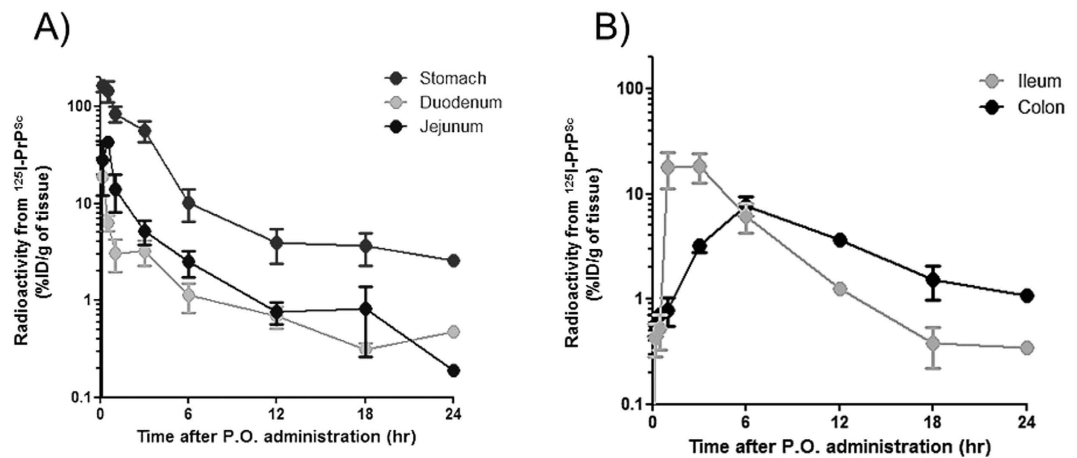 A)
Radioactivity from ¹²⁵I-PrPˢᶜ
(%ID/g of tissue)
100
10
1
0.1
0 6 12 18 24
Time after P.O. administration (hr)
Stomach
Duodenum
Jejunum
B)
Radioactivity from ¹²⁵I-PrPˢᶜ
(%ID/g of tissue)
100
10
1
0.1
0 6 12 18 24
Time after P.O. administration (hr)
Ileum
Colon